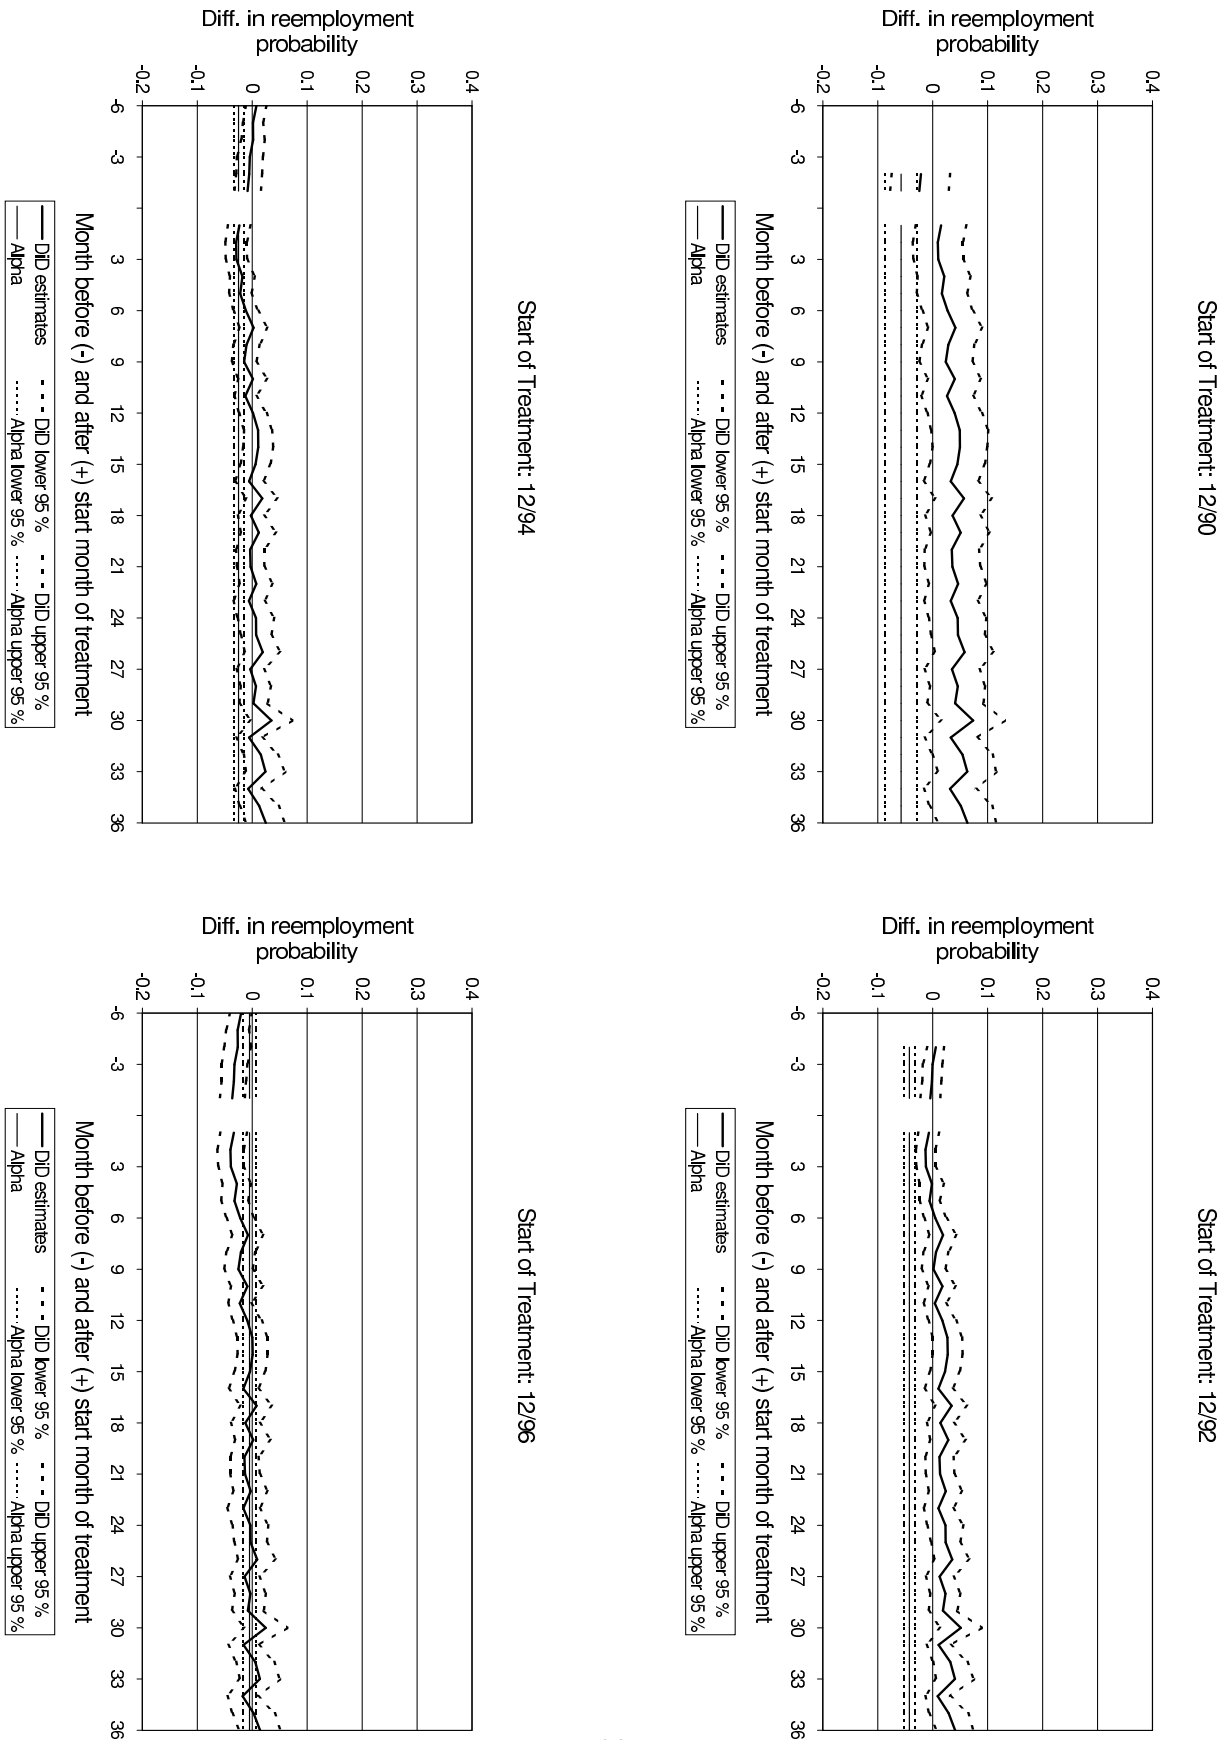 Start of Treatment: 12/90
Diff. in reemployment
probability
0.4
0.3
0.2
0.1
0
-0.1
-0.2
-6 -3 3 6 9 12 15 18 21 24 27 30 33 36
Month before (-) and after (+) start month of treatment
DiD estimates DiD lower 95 % DiD upper 95 %
Alpha Alpha lower 95 % Alpha upper 95 %
Start of Treatment: 12/92
Diff. in reemployment
probability
0.4
0.3
0.2
0.1
0
-0.1
-0.2
-6 -3 3 6 9 12 15 18 21 24 27 30 33 36
Month before (-) and after (+) start month of treatment
DiD estimates DiD lower 95 % DiD upper 95 %
Alpha Alpha lower 95 % Alpha upper 95 %
Start of Treatment: 12/94
Diff. in reemployment
probability
0.4
0.3
0.2
0.1
0
-0.1
-0.2
-6 -3 3 6 9 12 15 18 21 24 27 30 33 36
Month before (-) and after (+) start month of treatment
DiD estimates DiD lower 95 % DiD upper 95 %
Alpha Alpha lower 95 % Alpha upper 95 %
Start of Treatment: 12/96
Diff. in reemployment
probability
0.4
0.3
0.2
0.1
0
-0.1
-0.2
-6 -3 3 6 9 12 15 18 21 24 27 30 33 36
Month before (-) and after (+) start month of treatment
DiD estimates DiD lower 95 % DiD upper 95 %
Alpha Alpha lower 95 % Alpha upper 95 %